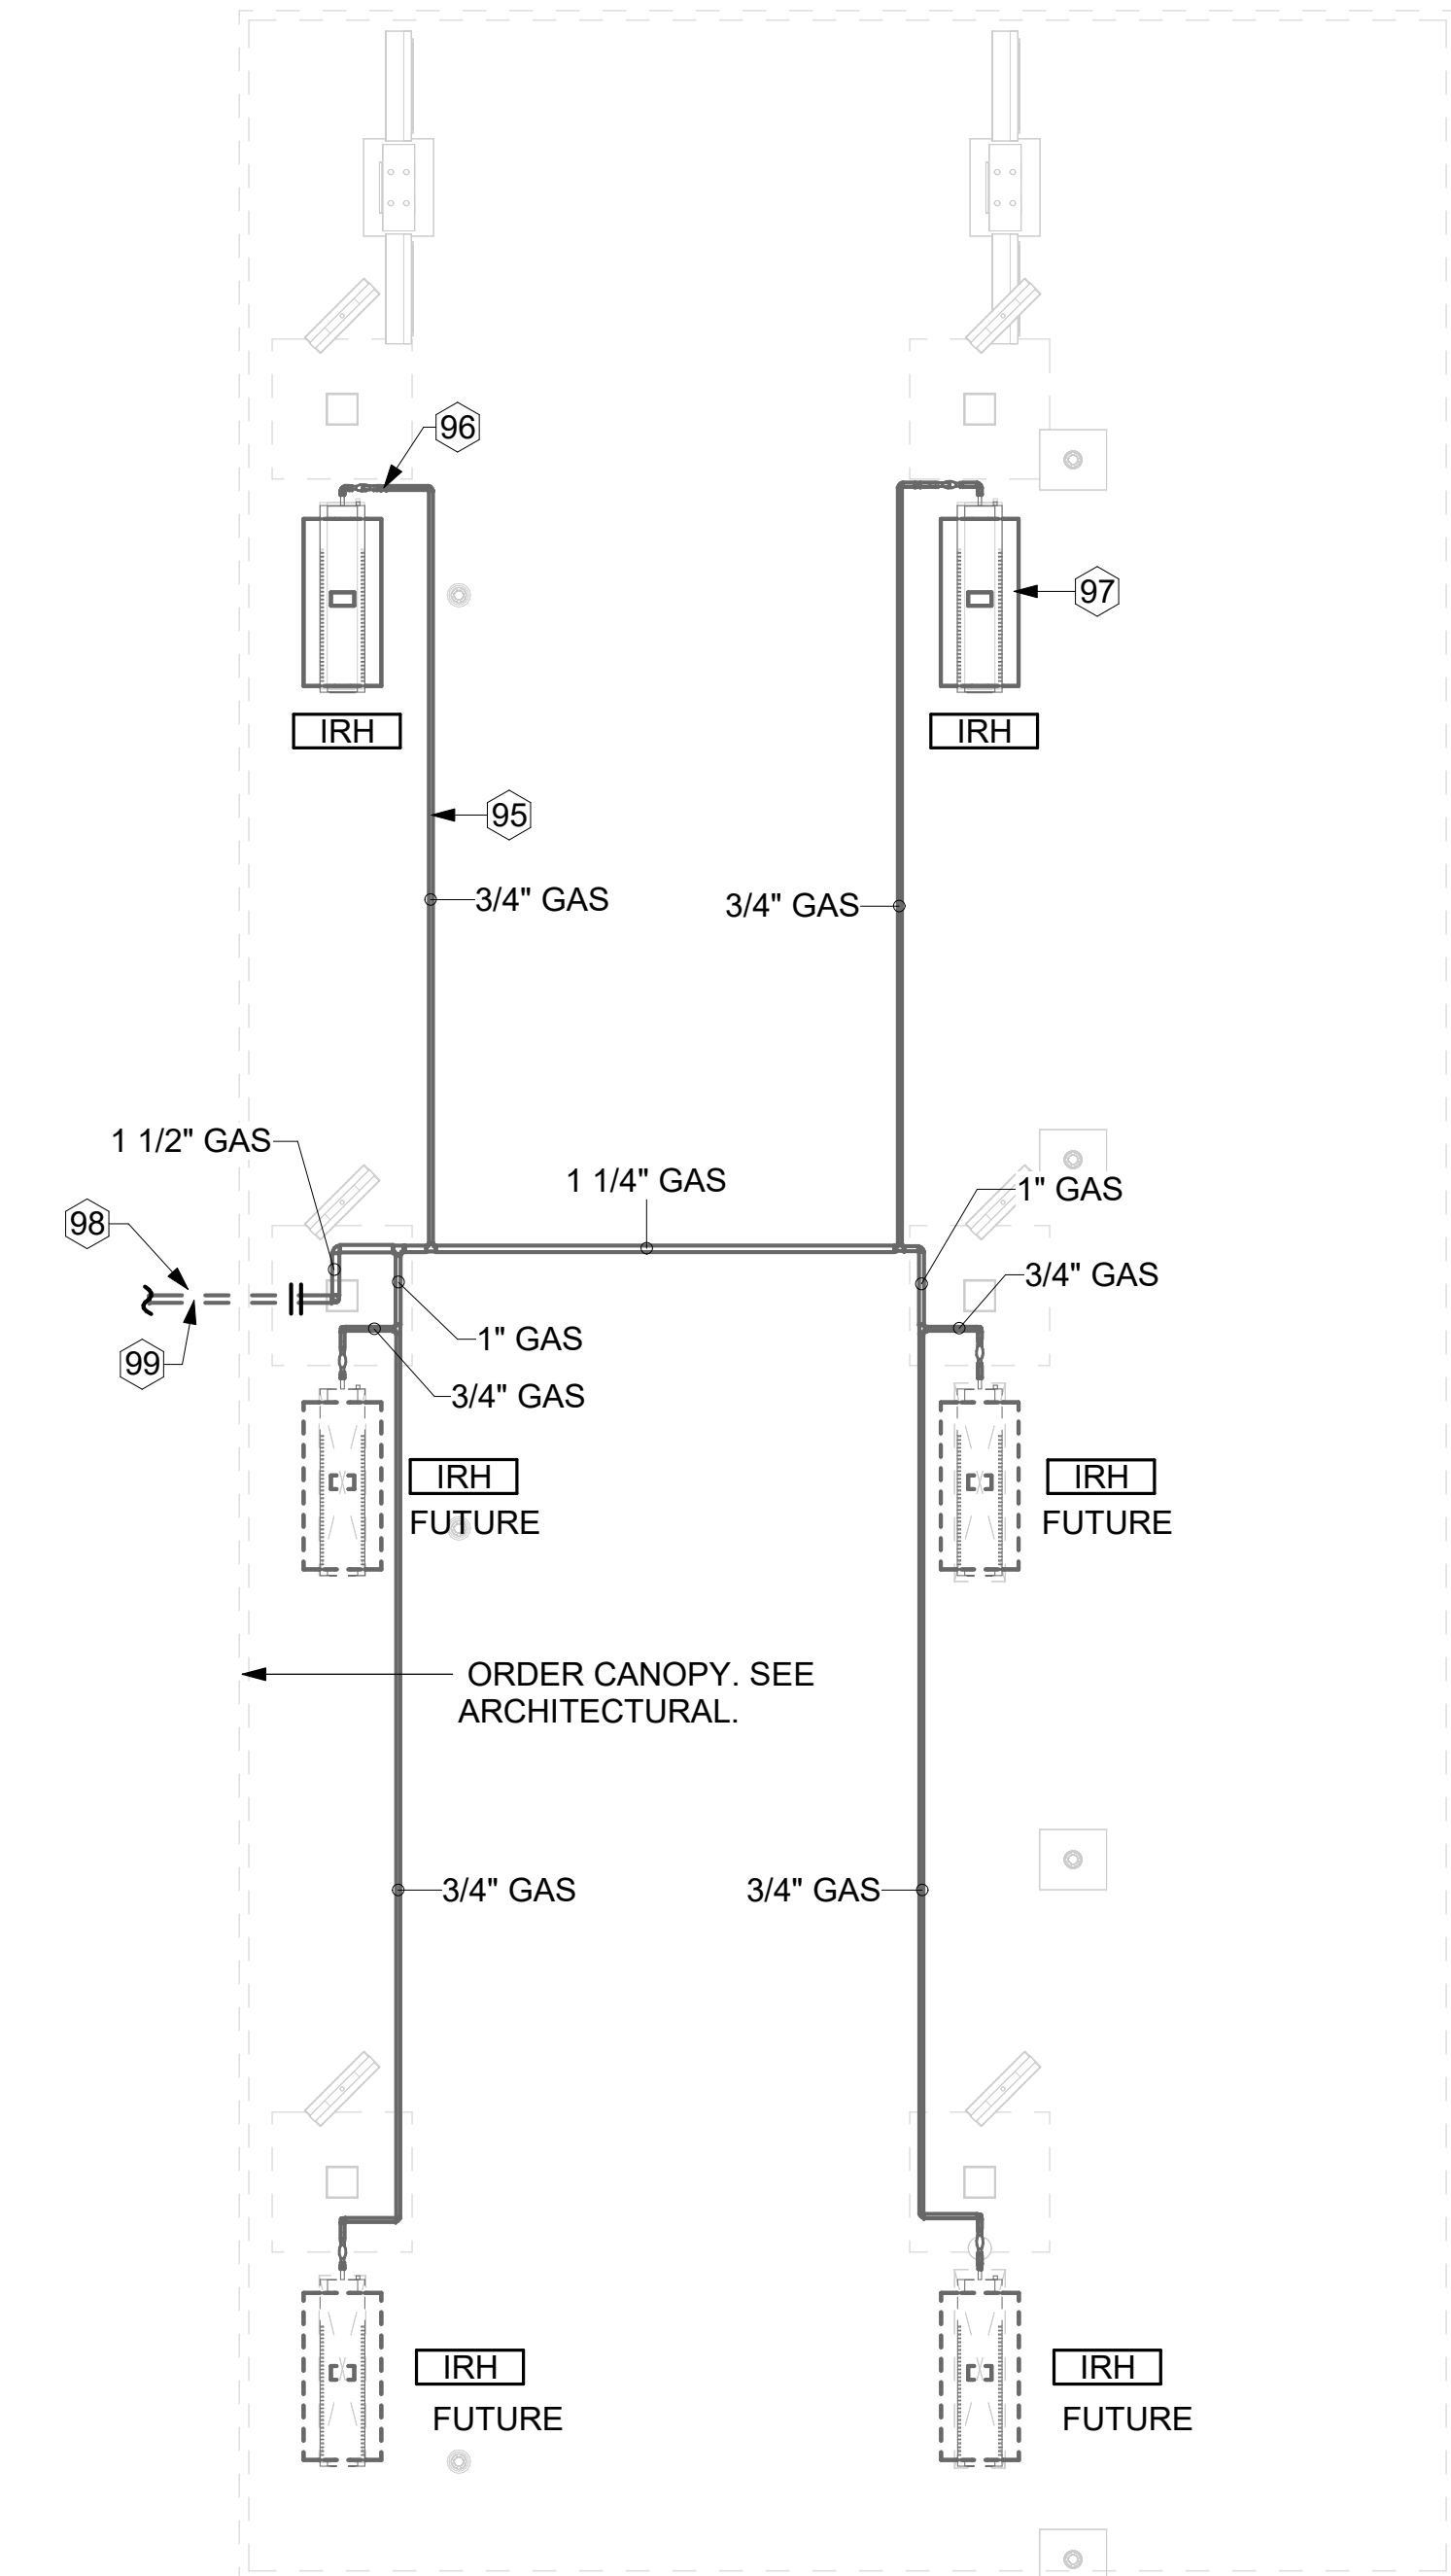 96
97
IRH
IRH
95
3/4" GAS
3/4" GAS
1 1/2" GAS
1 1/4" GAS
1" GAS
98
3/4" GAS
1" GAS
99
3/4" GAS
IRH
IRH
FUTURE
FUTURE
ORDER CANOPY. SEE
ARCHITECTURAL.
3/4" GAS
3/4" GAS
IRH
IRH
FUTURE
FUTURE